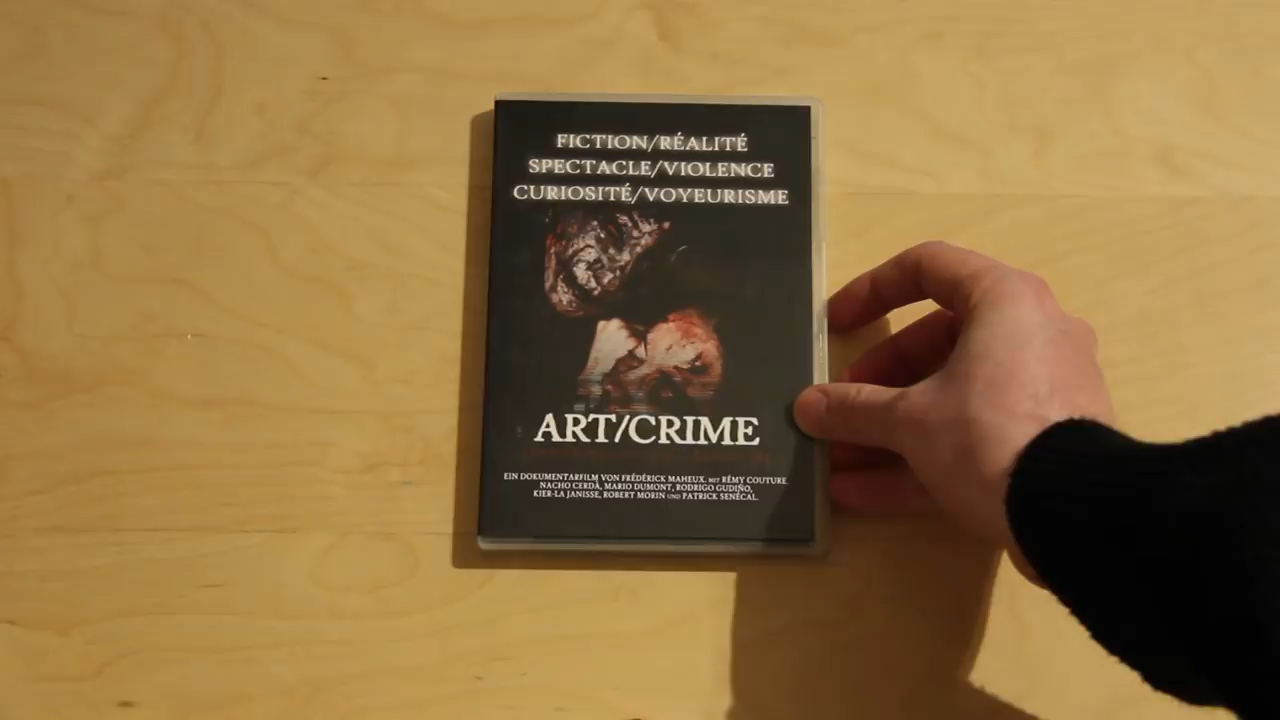 FICTION/RÉALITÉ
SPECTACLE/VIOLENCE
CURIOSITÉ/VOYEURISME
ART/CRIME
EIN DOKUMENTARFILM VON FRÉDÉRICK MAHEUX. MIT RÉMY COUTURE
NACHO CERDÀ, MARIO DUMONT, RODRIGO GUDIÑO,
KIER-LA JANISSE, ROBERT MORIN UND PATRICK SENÉCAL.